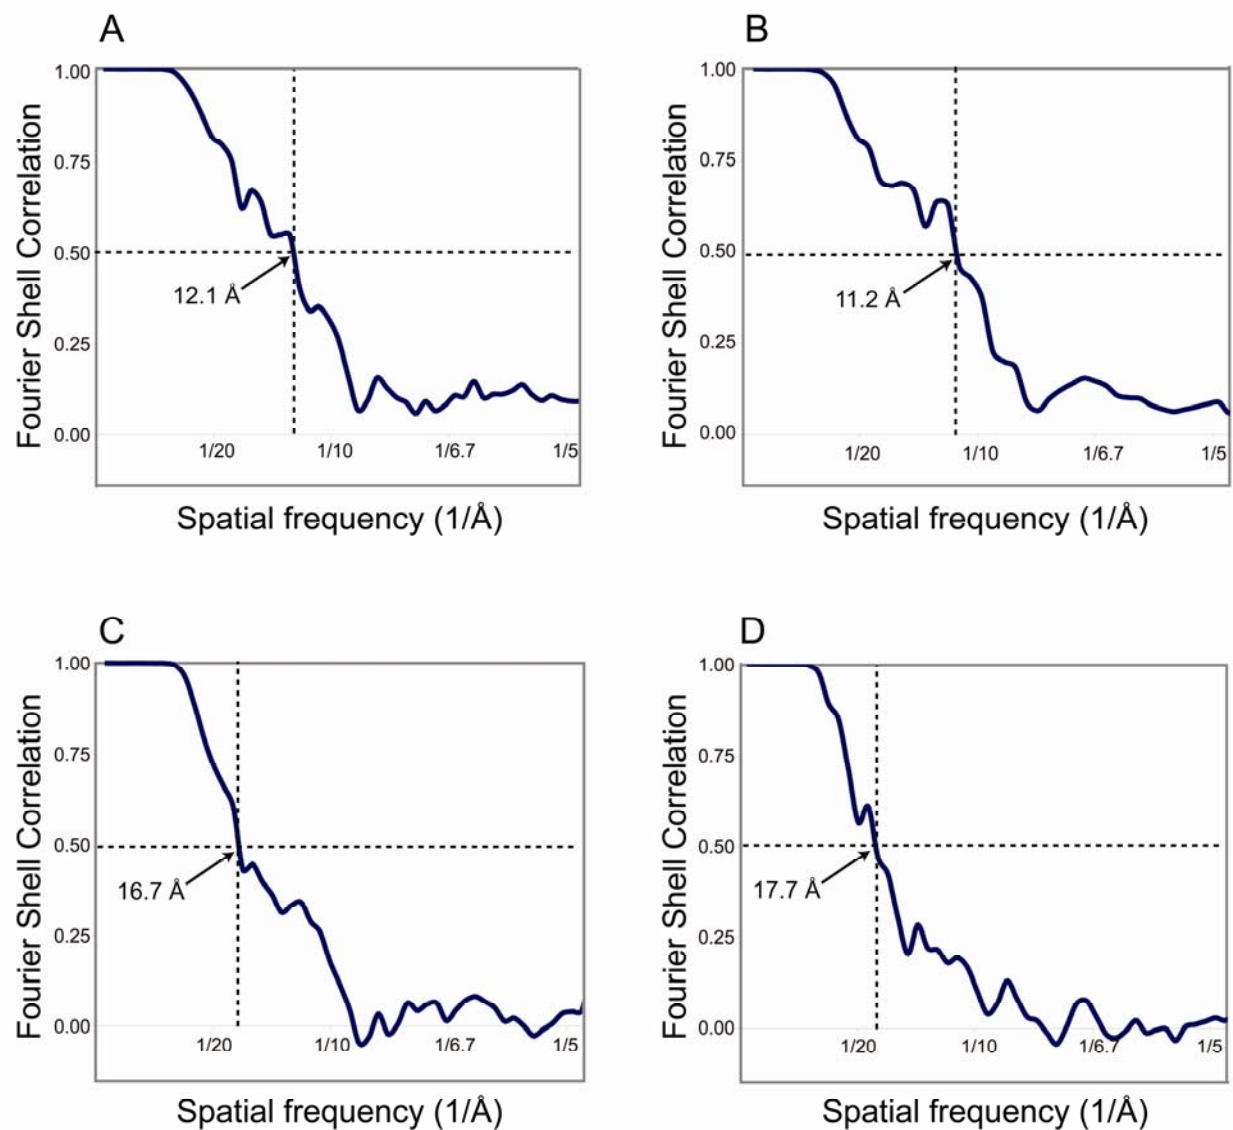 A
Fourier Shell Correlation
1.00
0.75
0.50
0.25
0.00
12.1 Å
1/20
1/10
1/6.7
1/5
Spatial frequency (1/Å)
B
Fourier Shell Correlation
1.00
0.75
0.50
0.25
0.00
11.2 Å
1/20
1/10
1/6.7
1/5
Spatial frequency (1/Å)
C
Fourier Shell Correlation
1.00
0.75
0.50
0.25
0.00
16.7 Å
1/20
1/10
1/6.7
1/5
Spatial frequency (1/Å)
D
Fourier Shell Correlation
1.00
0.75
0.50
0.25
0.00
17.7 Å
1/20
1/10
1/6.7
1/5
Spatial frequency (1/Å)